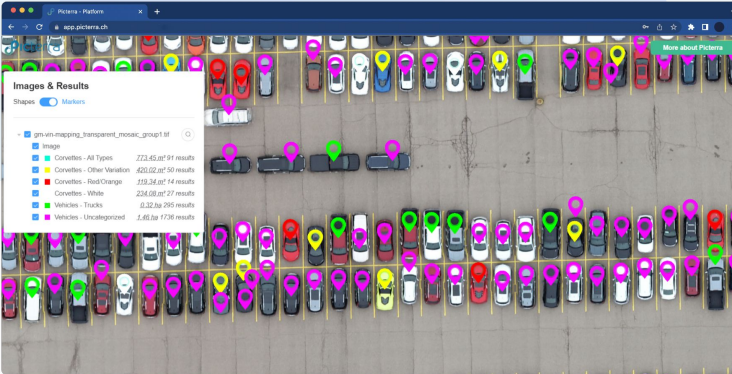 Picterra - Platform
app.picterra.ch
Picterra
More about Picterra
Images & Results
Shapes Markers
gm-vin-mapping_transparent_mosaic_group1.tif
Image
Corvettes - All Types 773.45 m² 91 results
Corvettes - Other Variation 420.02 m² 50 results
Corvettes - Red/Orange 119.34 m² 14 results
Corvettes - White 234.08 m² 27 results
Vehicles - Trucks 0.32 ha 295 results
Vehicles - Uncategorized 1.46 ha 1736 results